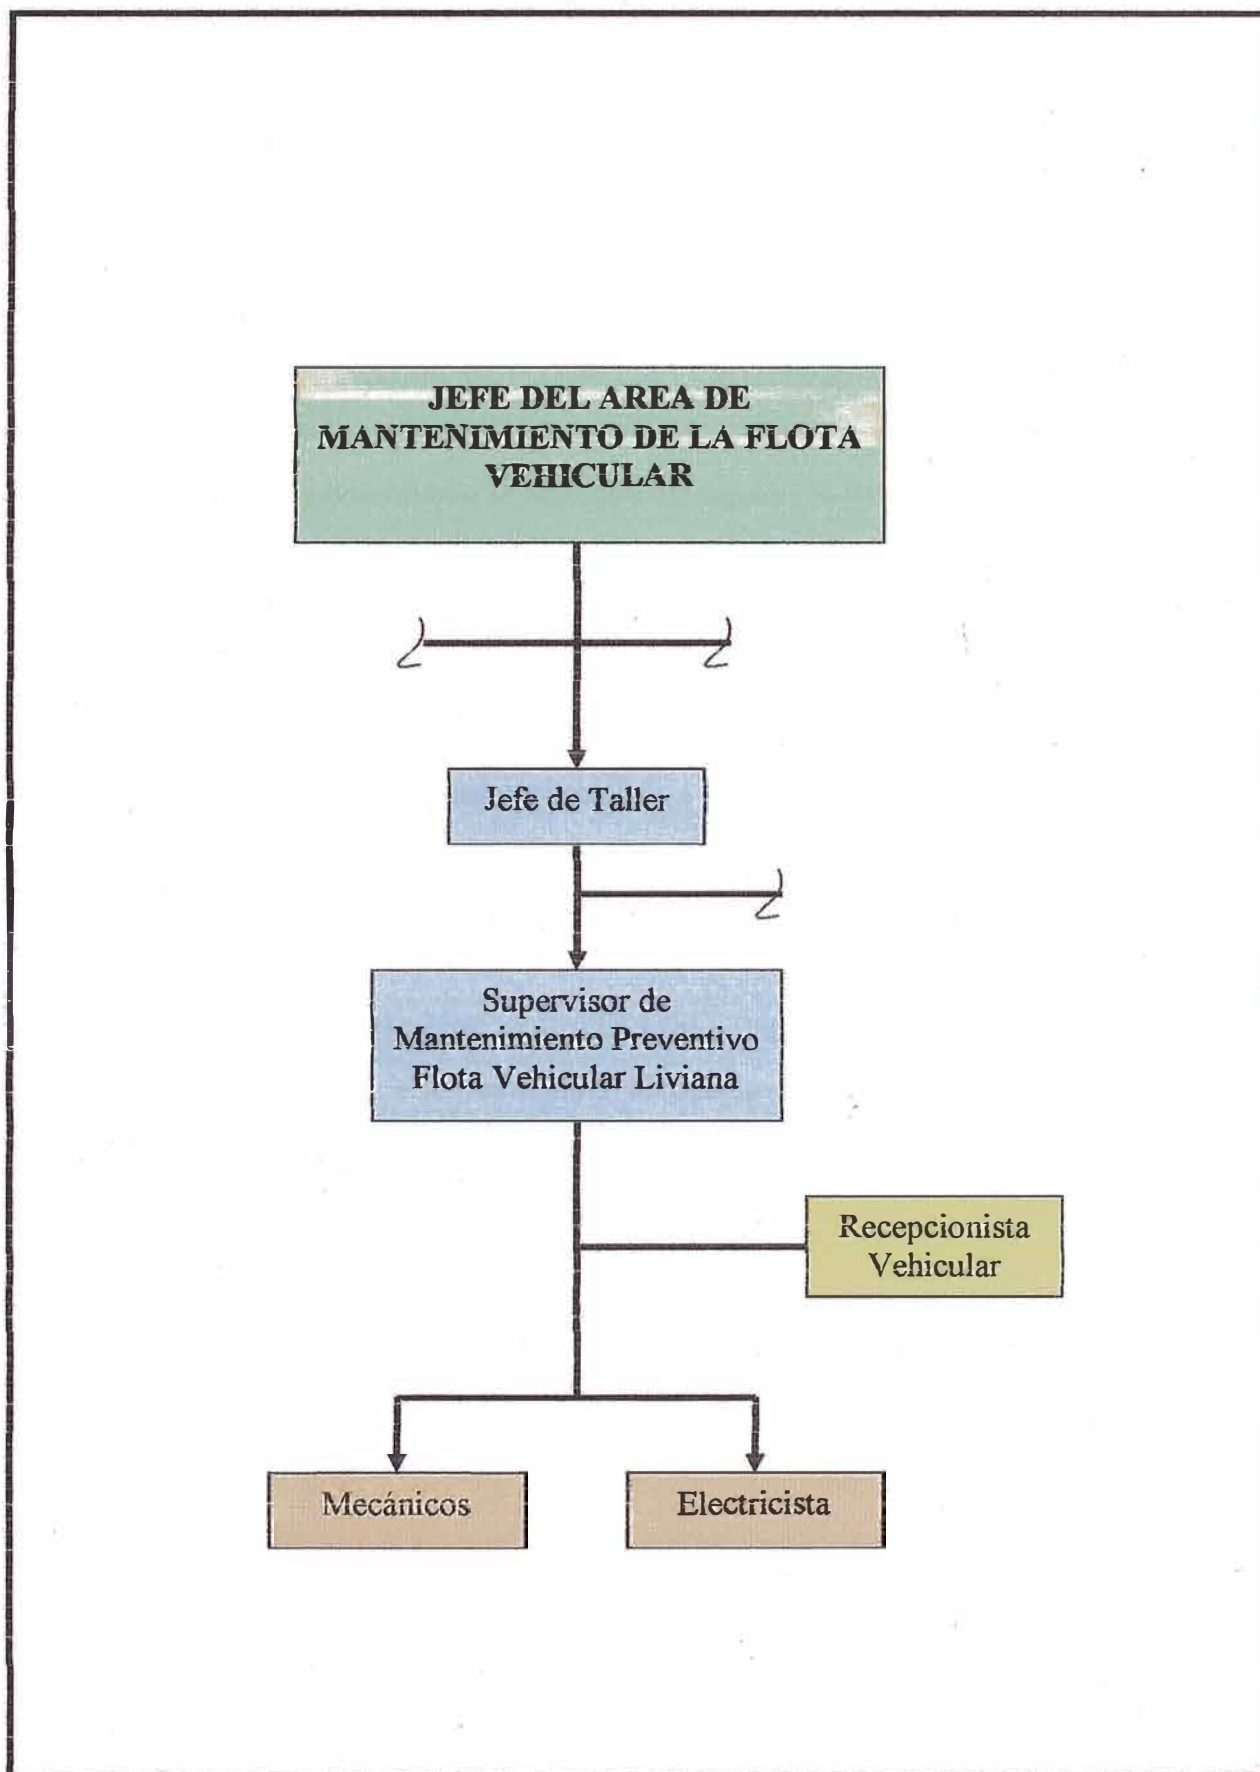 JEFE DEL AREA DE
MANTENIMIENTO DE LA FLOTA
VEHICULAR
Jefe de Taller
Supervisor de
Mantenimiento Preventivo
Flota Vehicular Liviana
Recepcionista
Vehicular
Mecánicos
Electricista